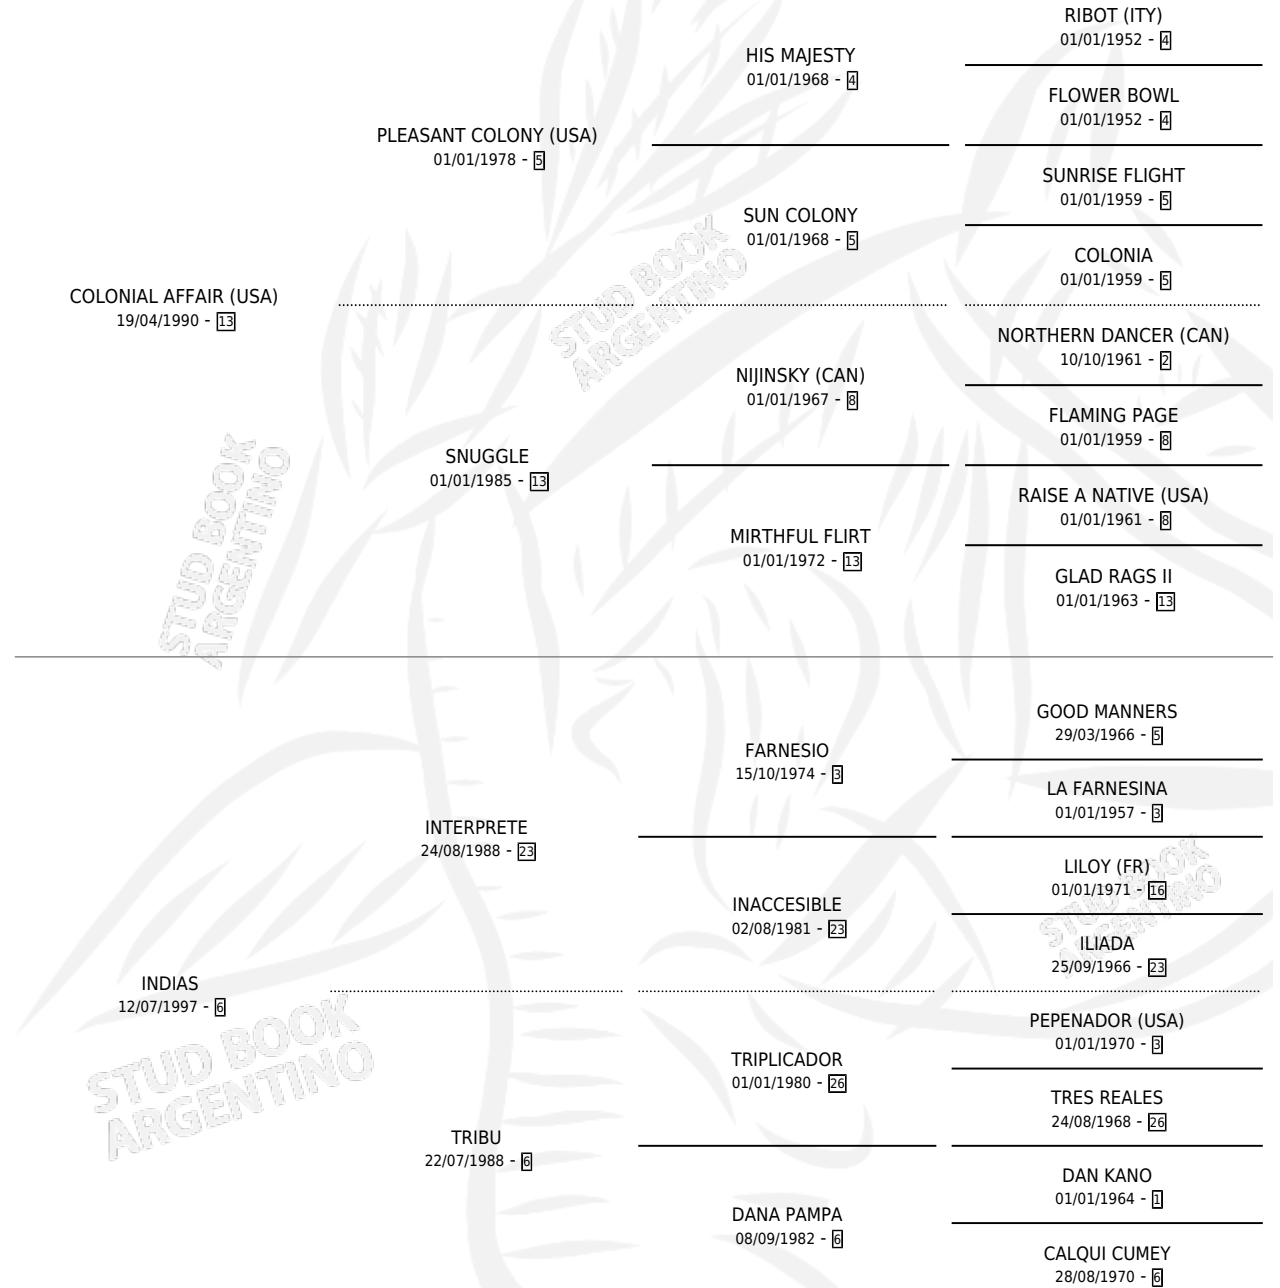 RIBOT (ITY)
01/01/1952 - 4
HIS MAJESTY
01/01/1968 - 4
FLOWER BOWL
01/01/1952 - 4
PLEASANT COLONY (USA)
01/01/1978 - 5
SUNRISE FLIGHT
01/01/1959 - 5
SUN COLONY
01/01/1968 - 5
COLONIA
01/01/1959 - 5
COLONIAL AFFAIR (USA)
19/04/1990 - 13
NORTHERN DANCER (CAN)
10/10/1961 - 2
NIJINSKY (CAN)
01/01/1967 - 8
FLAMING PAGE
01/01/1959 - 8
SNUGGLE
01/01/1985 - 13
RAISE A NATIVE (USA)
01/01/1961 - 8
MIRTHFUL FLIRT
01/01/1972 - 13
GLAD RAGS II
01/01/1963 - 13
GOOD MANNERS
29/03/1966 - 5
FARNESIO
15/10/1974 - 3
LA FARNESINA
01/01/1957 - 3
INTERPRETE
24/08/1988 - 23
LILOY (FR)
01/01/1971 - 16
INACCESIBLE
02/08/1981 - 23
ILIADA
25/09/1966 - 23
INDIAS
12/07/1997 - 6
PEPENADOR (USA)
01/01/1970 - 3
TRIPLICADOR
01/01/1980 - 26
TRES REALES
24/08/1968 - 26
TRIBU
22/07/1988 - 6
DAN KANO
01/01/1964 - 1
DANA PAMPA
08/09/1982 - 6
CALQUI CUMEY
28/08/1970 - 6
STUD BOOK
ARGENTINO
STUD BOOK
ARGENTINO
STUD BOOK
ARGENTINO
STUD BOOK
ARGENTINO